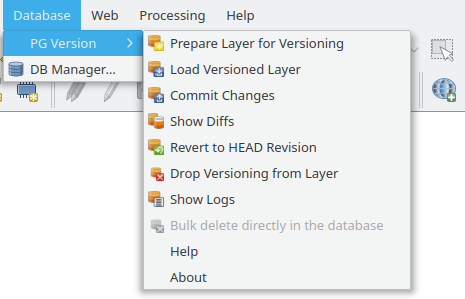 Database Web Processing Help
PG Version
DB Manager...
Prepare Layer for Versioning
Load Versioned Layer
Commit Changes
Show Diffs
Revert to HEAD Revision
Drop Versioning from Layer
Show Logs
Bulk delete directly in the database
Help
About